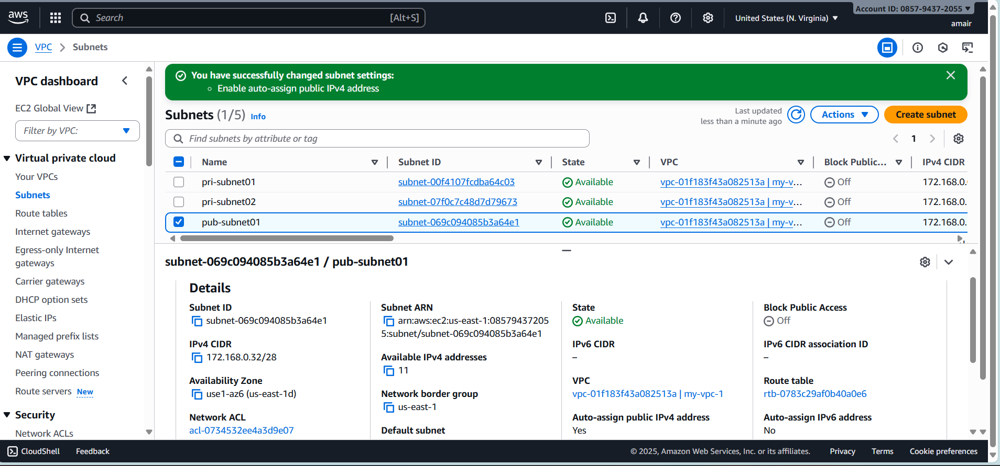 aws
Search
[Alt+S]
United States (N. Virginia)
Account ID: 0857-9437-2055
amair
VPC
Subnets
VPC dashboard
EC2 Global View
Filter by VPC:
Virtual private cloud
Your VPCs
Subnets
Route tables
Internet gateways
Egress-only Internet
gateways
Carrier gateways
DHCP option sets
Elastic IPs
Managed prefix lists
NAT gateways
Peering connections
Route servers New
Security
Network ACLs
You have successfully changed subnet settings:
Enable auto-assign public IPv4 address
Subnets (1/5) Info
Last updated
less than a minute ago
Actions
Create subnet
Find subnets by attribute or tag
1
Name Subnet ID State VPC Block Public... IPv4 CIDR
pri-subnet01 subnet-00f4107fcdba64c03 Available vpc-01f183f43a082513a | my-v... Off 172.168.0.
pri-subnet02 subnet-07f0c7c48d7d79673 Available vpc-01f183f43a082513a | my-v... Off 172.168.0.
pub-subnet01 subnet-069c094085b3a64e1 Available vpc-01f183f43a082513a | my-v... Off 172.168.0.
subnet-069c094085b3a64e1 / pub-subnet01
Details
Subnet ID
subnet-069c094085b3a64e1
IPv4 CIDR
172.168.0.32/28
Availability Zone
use1-az6 (us-east-1d)
Network ACL
acl-0734532ee4a3d9e07
Subnet ARN
arn:aws:ec2:us-east-1:08579437205
5:subnet/subnet-069c094085b3a64e1
Available IPv4 addresses
11
Network border group
us-east-1
Default subnet
State
Available
IPv6 CIDR
–
VPC
vpc-01f183f43a082513a | my-vpc-1
Auto-assign public IPv4 address
Yes
Block Public Access
Off
IPv6 CIDR association ID
–
Route table
rtb-0783c29af0b40a0e6
Auto-assign IPv6 address
No
CloudShell
Feedback
© 2025, Amazon Web Services, Inc. or its affiliates.
Privacy
Terms
Cookie preferences